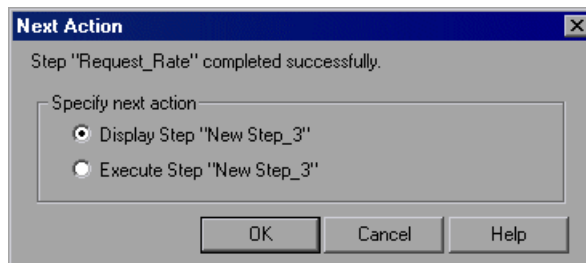 Next Action
Step "Request_Rate" completed successfully.
Specify next action
Display Step "New Step_3"
Execute Step "New Step_3"
OK Cancel Help